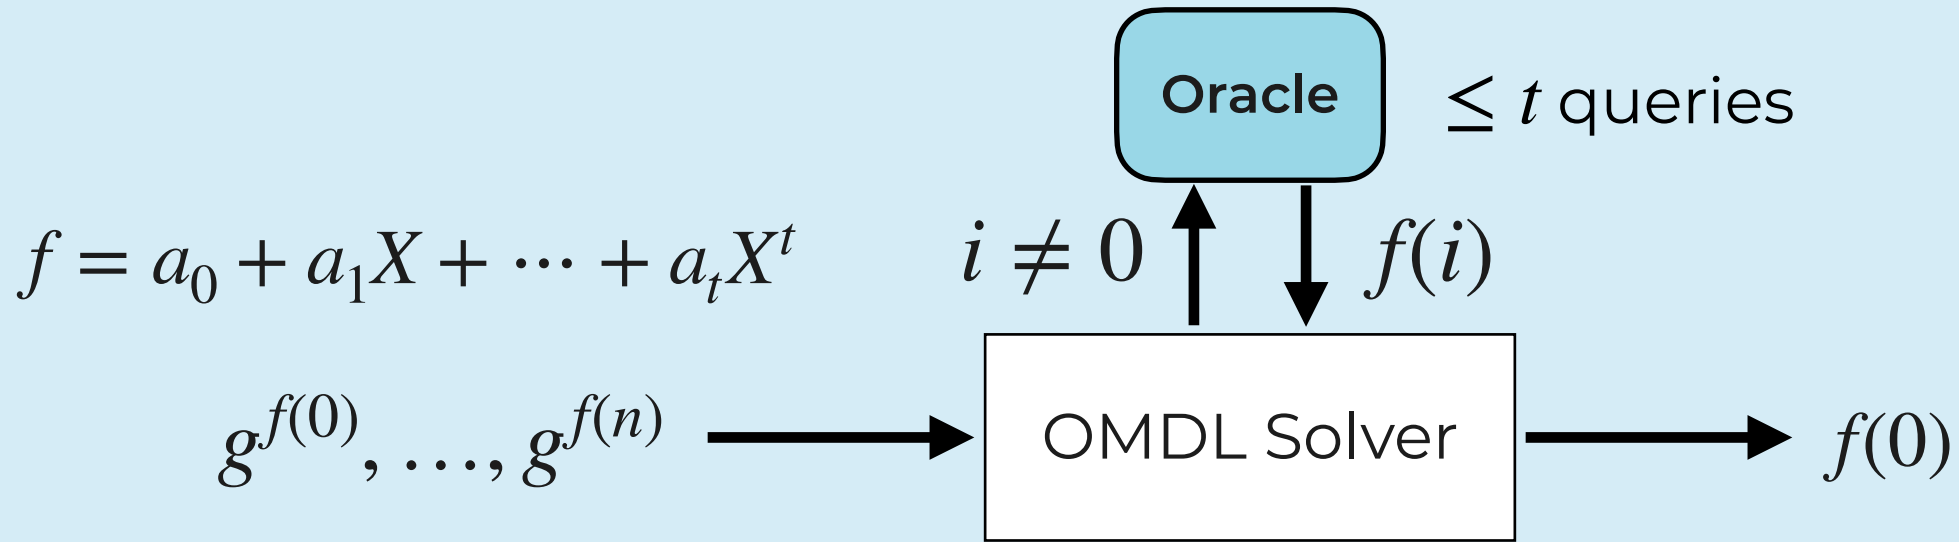 Oracle
≤ t queries
f = a₀ + a₁X + ⋯ + aₜXᵗ
i ≠ 0
f(i)
g^{f(0)}, …, g^{f(n)}
OMDL Solver
f(0)